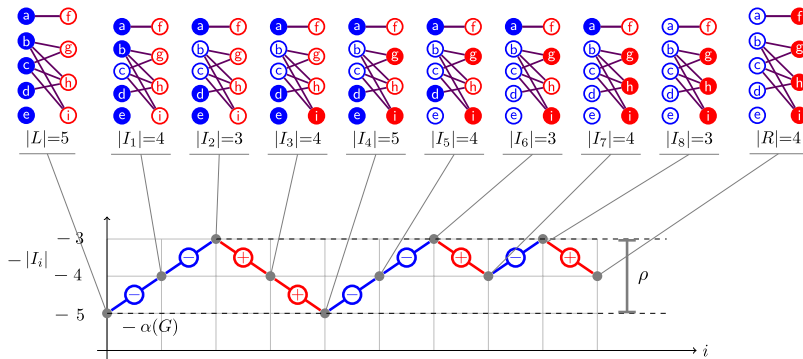 a f a f a f a f a f a f a f a f a f a f
b g b g b g b g b g b g b g b g b g b g
c h c h c h c h c h c h c h c h c h c h
d i d i d i d i d i d i d i d i d i d i
e e e e e e e e e e
|L|=5 |I₁|=4 |I₂|=3 |I₃|=4 |I₄|=5 |I₅|=4 |I₆|=3 |I₇|=4 |I₈|=3 |R|=4
− 3
− |Iᵢ|
− 4
− 5
− + + − − + − +
− α(G)
ρ
i